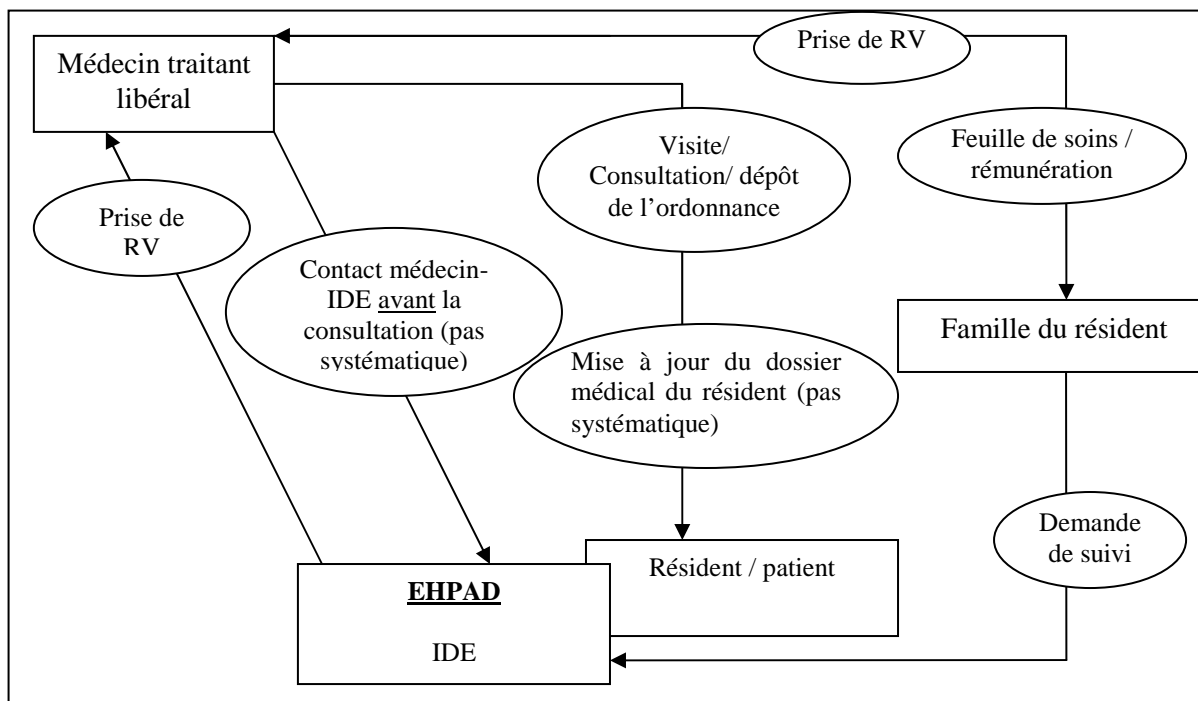 Prise de RV
Médecin traitant
libéral
Feuille de soins /
rémunération
Visite/
Consultation/ dépôt
de l’ordonnance
Prise de
RV
Contact médecin-
IDE avant la
consultation (pas
systématique)
Famille du résident
Mise à jour du dossier
médical du résident (pas
systématique)
Demande
de suivi
Résident / patient
EHPAD
IDE